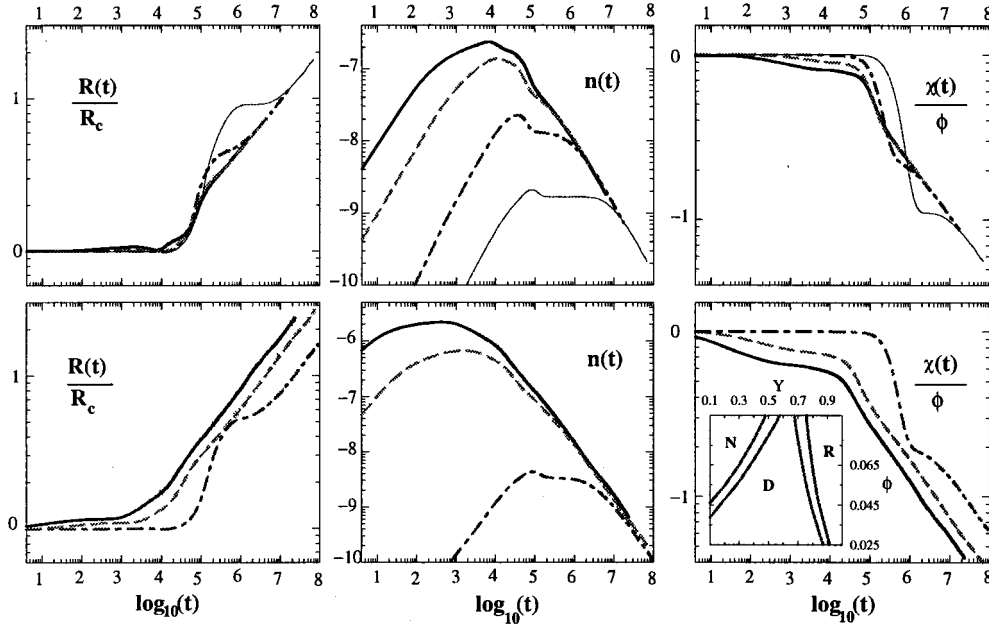 1 2 3 4 5 6 7 8
1 2 3 4 5 6 7 8
1 2 3 4 5 6 7 8
1
R(t)
R_c
0
-7
n(t)
-8
-9
-10
0
χ(t)
ϕ
-1
1
R(t)
R_c
0
1 2 3 4 5 6 7 8
log₁₀(t)
-6
n(t)
-7
-8
-9
-10
1 2 3 4 5 6 7 8
log₁₀(t)
0
χ(t)
ϕ
Y
0.1 0.3 0.5 0.7 0.9
N
D
R
0.065
ϕ
0.045
0.025
-1
1 2 3 4 5 6 7 8
log₁₀(t)